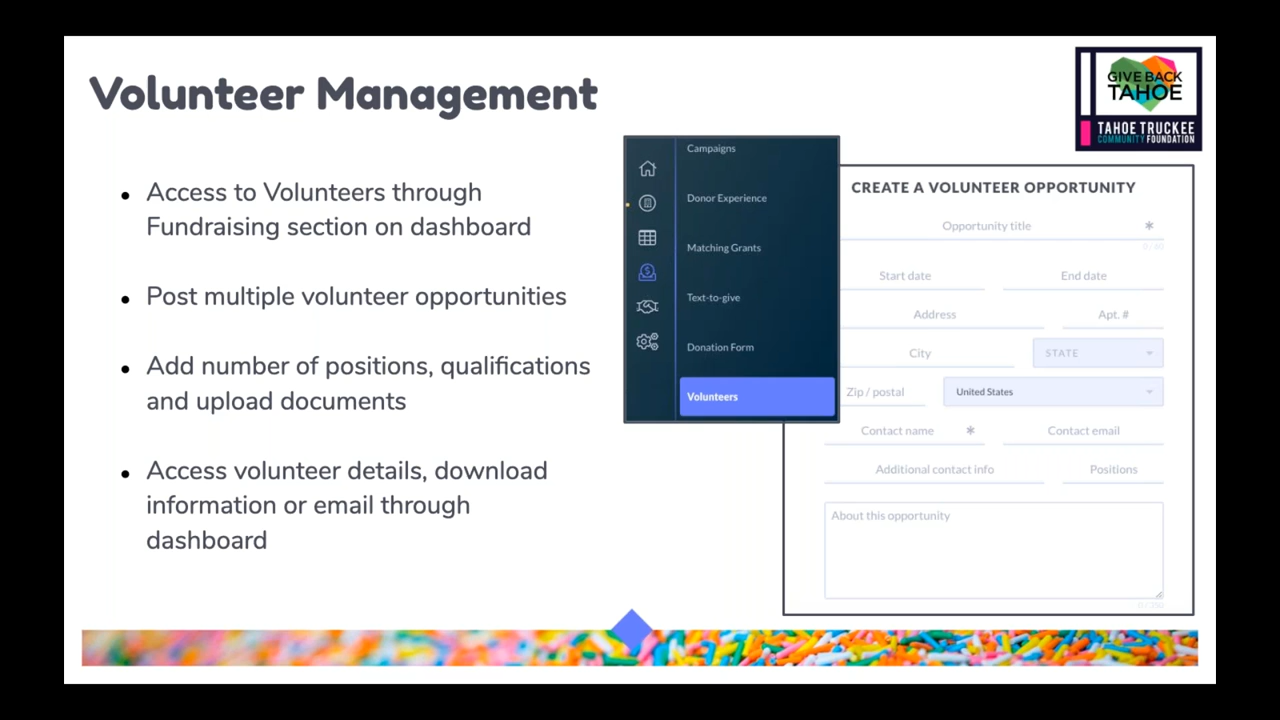 Volunteer Management
GIVE BACK
TAHOE
TAHOE TRUCKEE
COMMUNITY FOUNDATION
• Access to Volunteers through
Fundraising section on dashboard
• Post multiple volunteer opportunities
• Add number of positions, qualifications
and upload documents
• Access volunteer details, download
information or email through
dashboard
Campaigns
Donor Experience
Matching Grants
Text-to-give
Donation Form
Volunteers
CREATE A VOLUNTEER OPPORTUNITY
Opportunity title *
Start date End date
Address Apt. #
City STATE
Zip / postal United States
Contact name * Contact email
Additional contact info Positions
About this opportunity